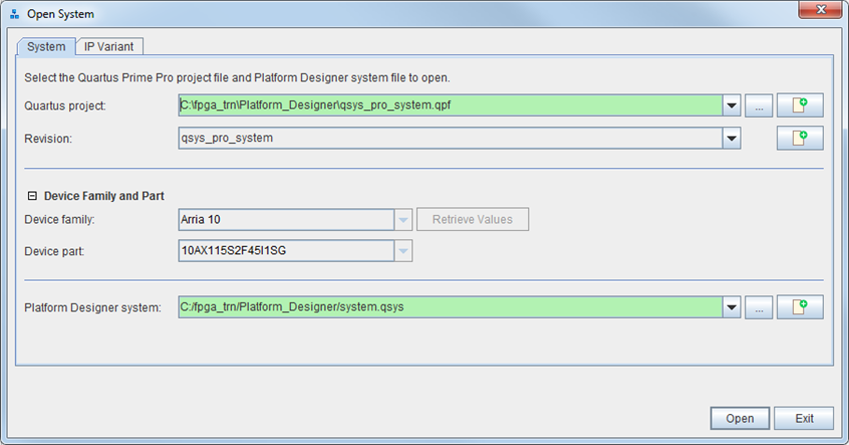 Open System
System IP Variant
Select the Quartus Prime Pro project file and Platform Designer system file to open.
Quartus project: C:\fpga_trn\Platform_Designer\qsys_pro_system.qpf ...
Revision: qsys_pro_system
Device Family and Part
Device family: Arria 10 Retrieve Values
Device part: 10AX115S2F45I1SG
Platform Designer system: C:/fpga_trn/Platform_Designer/system.qsys ...
Open Exit